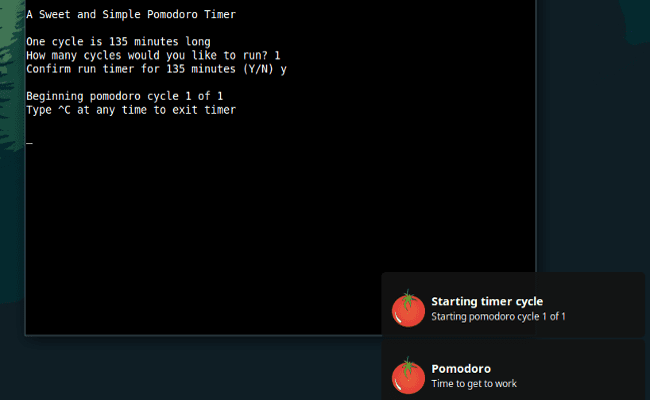 A Sweet and Simple Pomodoro Timer
One cycle is 135 minutes long
How many cycles would you like to run? 1
Confirm run timer for 135 minutes (Y/N) y
Beginning pomodoro cycle 1 of 1
Type ^C at any time to exit timer
_
Starting timer cycle
Starting pomodoro cycle 1 of 1
Pomodoro
Time to get to work